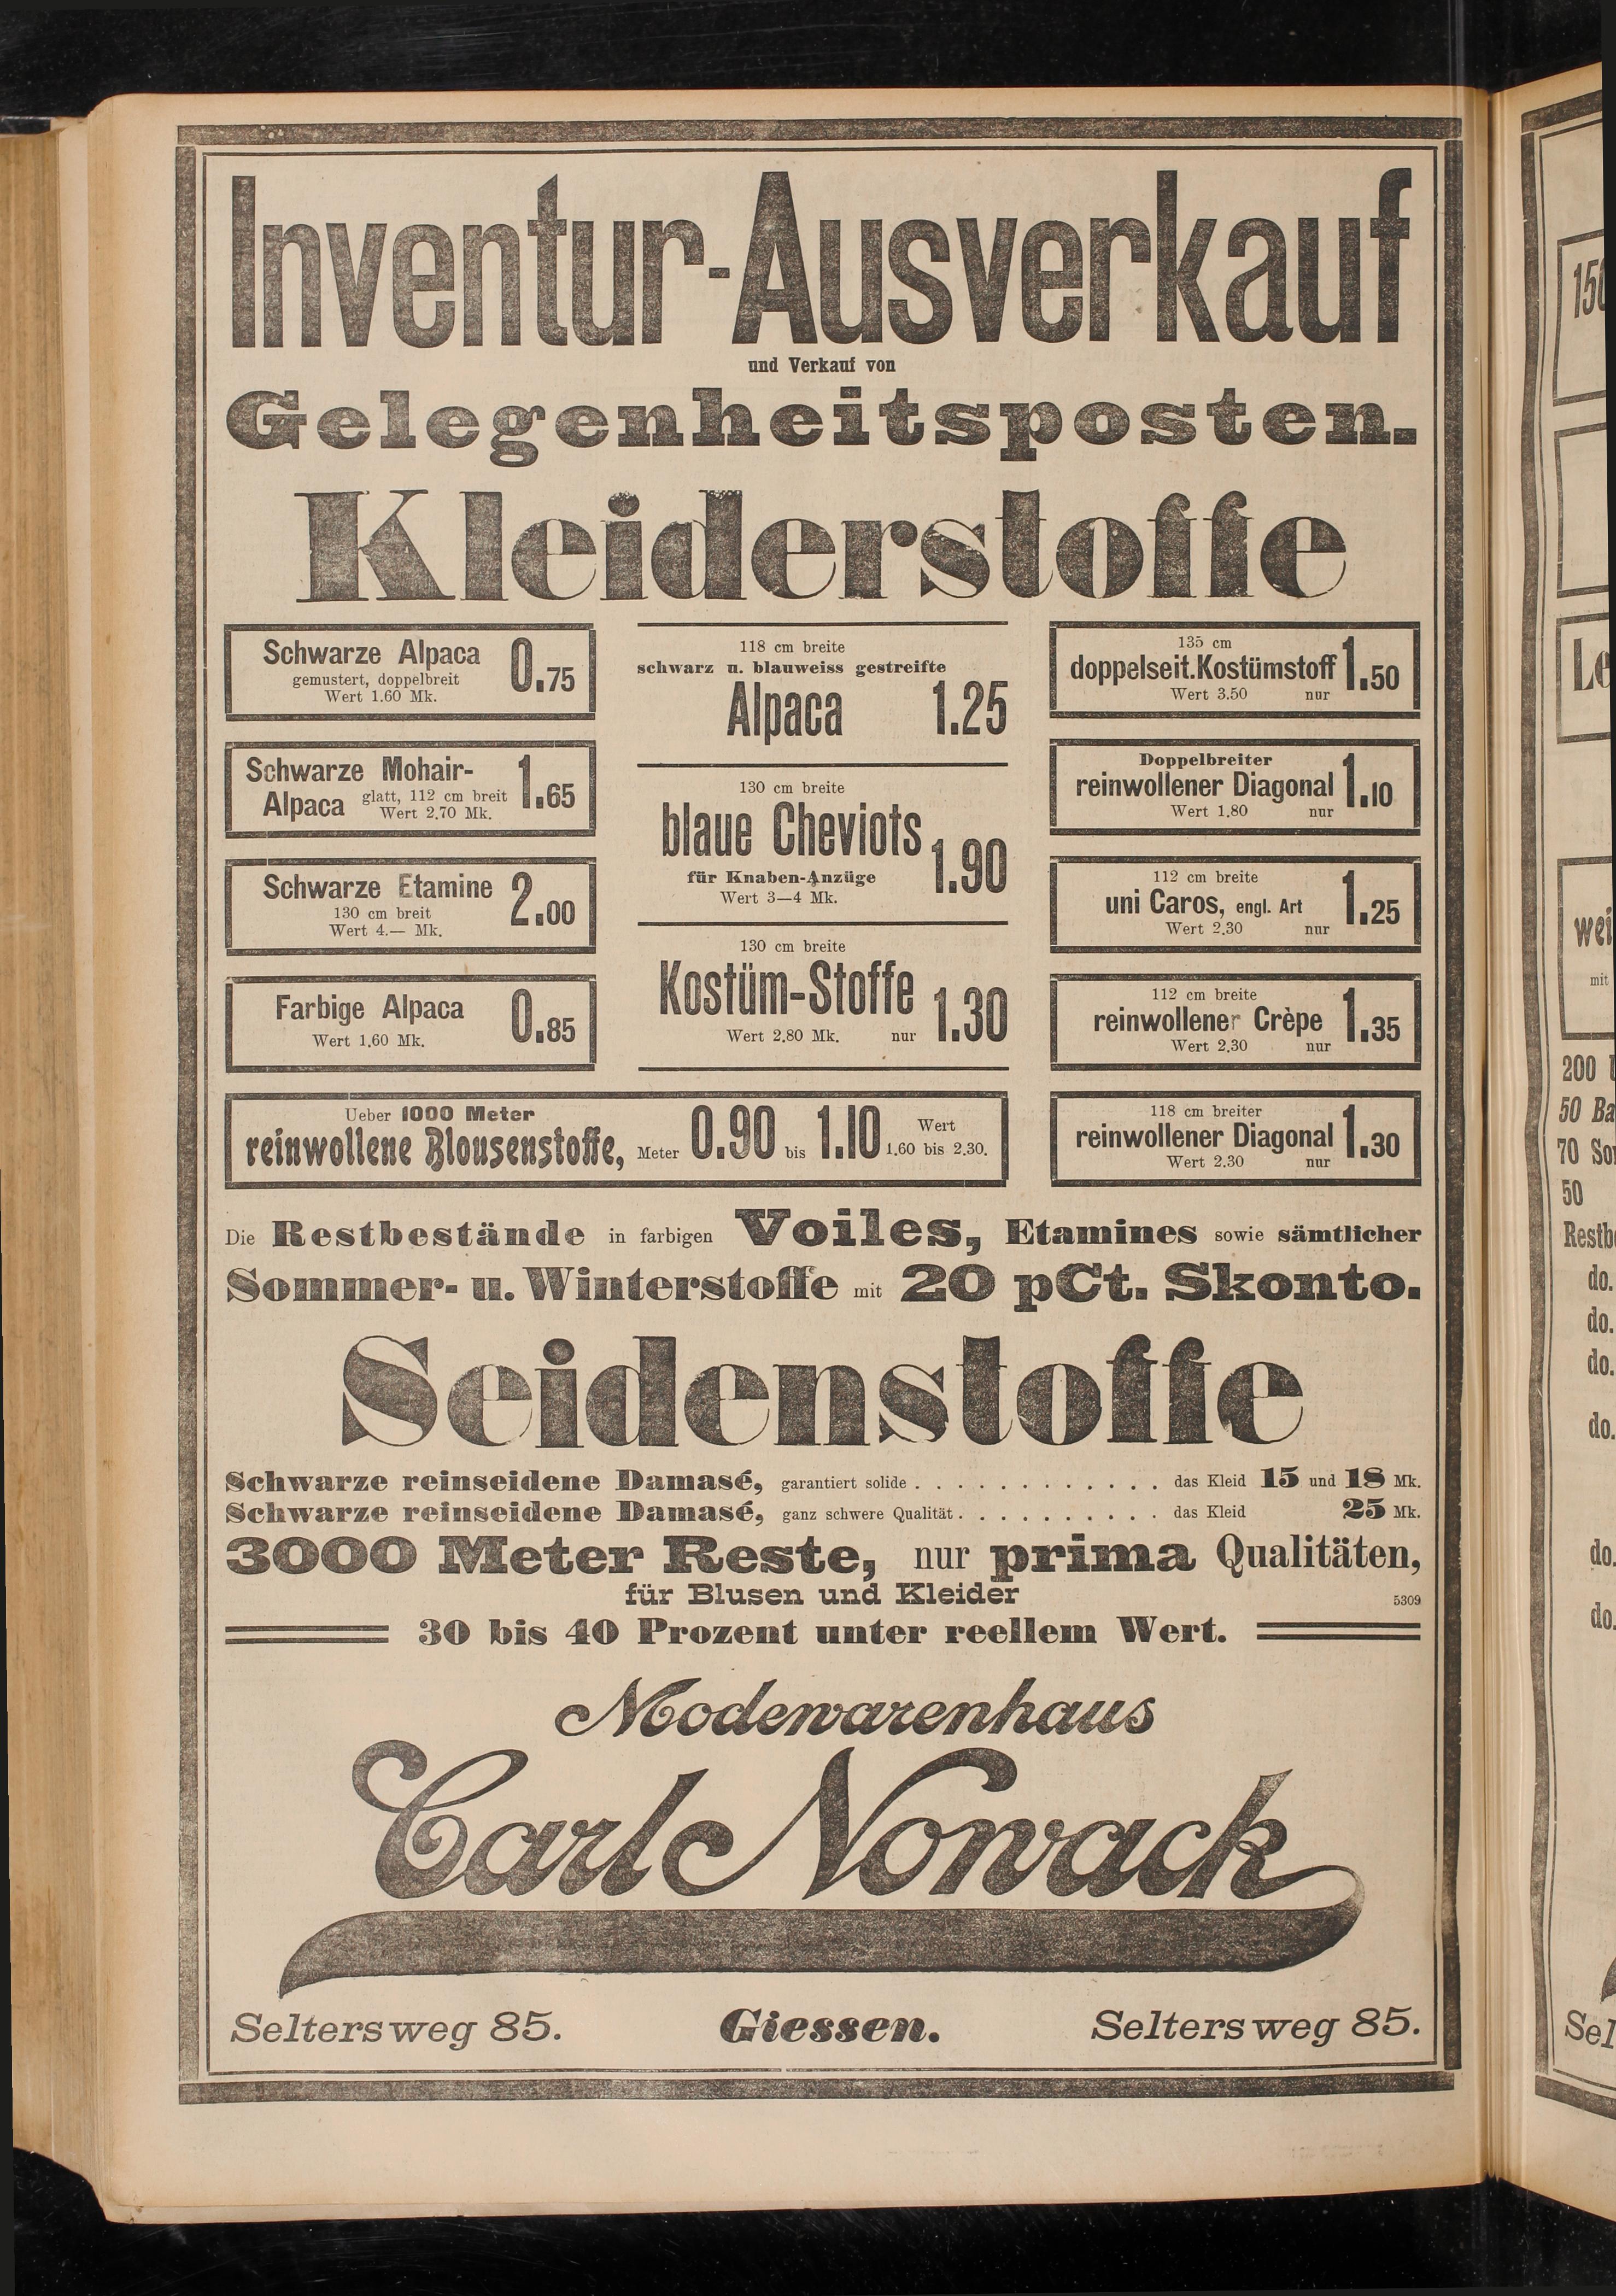 Inventur-Ausverkauf
und Verkauf von
Gelegenheitsposten.
Kleiderstoffe
Schwarze Alpaca 0.75
gemustert, doppelbreit
Wert 1.60 Mk.
Schwarze Mohair-
Alpaca glatt, 112 cm breit 1.65
Wert 2.70 Mk.
Schwarze Etamine 2.00
130 cm breit
Wert 4.— Mk.
Farbige Alpaca 0.85
Wert 1.60 Mk.
118 cm breite
schwarz u. blauweiss gestreifte
Alpaca 1.25
130 cm breite
blaue Cheviots 1.90
für Knaben-Anzüge
Wert 3—4 Mk.
130 cm breite
Kostüm-Stoffe 1.30
Wert 2.80 Mk. nur
135 cm
doppelseit. Kostümstoff 1.50
Wert 3.50 nur
Doppelbreiter
reinwollener Diagonal 1.10
Wert 1.80 nur
112 cm breite
uni Caros, engl. Art 1.25
Wert 2.30 nur
112 cm breite
reinwollener Crèpe 1.35
Wert 2.30 nur
Ueber 1000 Meter
reinwollene Blousenstoffe, Meter 0.90 bis 1.10 Wert
1.60 bis 2.30.
118 cm breiter
reinwollener Diagonal 1.30
Wert 2.30 nur
Die Restbestände in farbigen Voiles, Etamines sowie sämtlicher
Sommer- u. Winterstoffe mit 20 pCt. Skonto.
Seidenstoffe
Schwarze reinseidene Damasé, garantiert solide . . . . . . . . . . . . das Kleid 15 und 18 Mk.
Schwarze reinseidene Damasé, ganz schwere Qualität . . . . . . . . . . das Kleid 25 Mk.
3000 Meter Reste, nur prima Qualitäten,
für Blusen und Kleider 5309
30 bis 40 Prozent unter reellem Wert.
Modewarenhaus
Carl Nowack
Seltersweg 85. Giessen. Seltersweg 85.
200
50
70
50
do.
do.
do.
do.
do.
do.